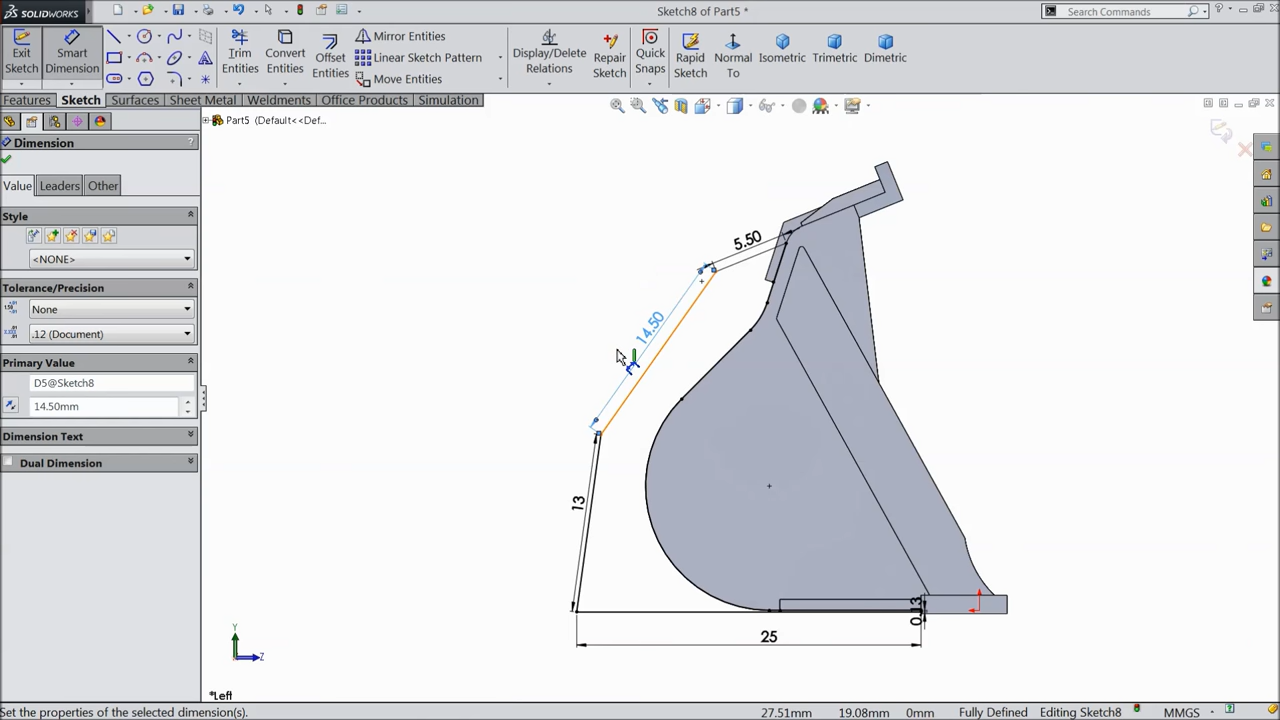 SOLIDWORKS
Sketch8 of Part5 *
Search Commands
Exit Sketch
Smart Dimension
Trim Entities
Convert Entities
Offset Entities
Mirror Entities
Linear Sketch Pattern
Move Entities
Display/Delete Relations
Repair Sketch
Quick Snaps
Rapid Sketch
Normal To
Isometric
Trimetric
Dimetric
Features
Sketch
Surfaces
Sheet Metal
Weldments
Office Products
Simulation
Part5 (Default<<Def...
Dimension
?
Value
Leaders
Other
Style
<NONE>
Tolerance/Precision
None
.12 (Document)
Primary Value
D5@Sketch8
14.50mm
Dimension Text
Dual Dimension
5.50
14.50
13
0.13
25
Y
Z
*Left
Set the properties of the selected dimension(s).
27.51mm
19.08mm
0mm
Fully Defined
Editing Sketch8
MMGS